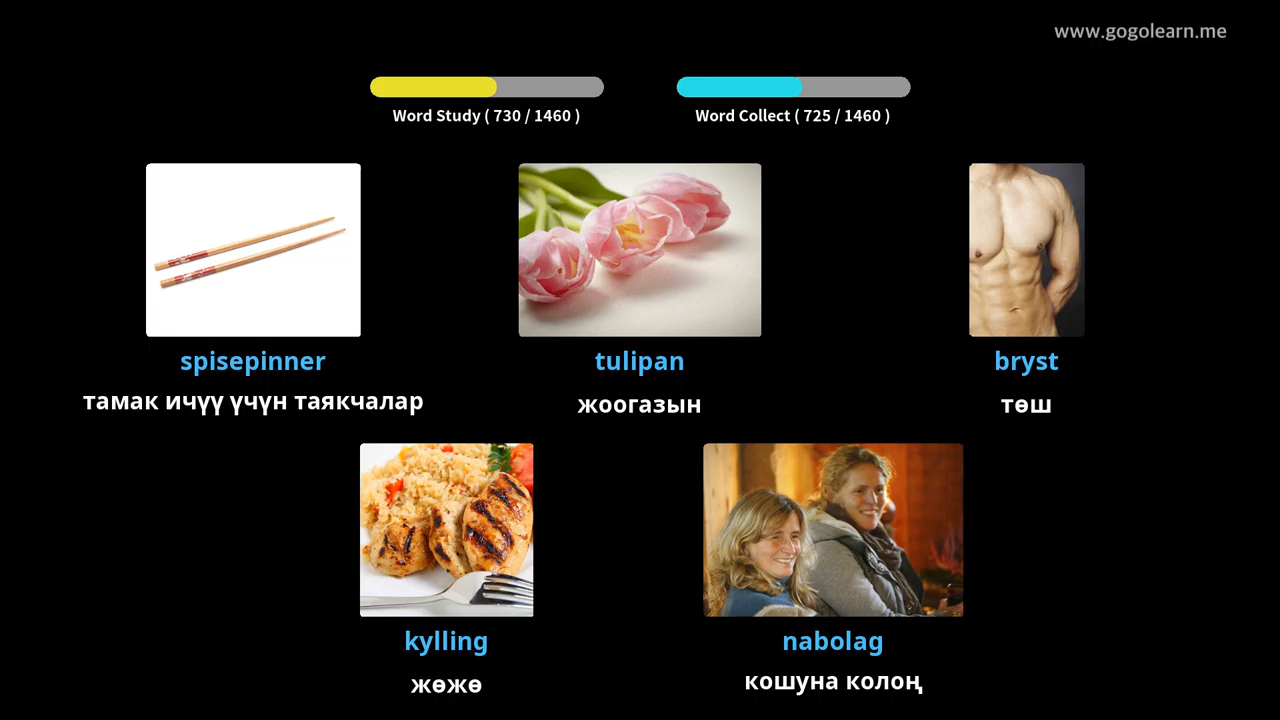 www.gogolearn.me
Word Study ( 730 / 1460 )
Word Collect ( 725 / 1460 )
spisepinner
тамак ичүү үчүн таякчалар
tulipan
жоогазын
bryst
төш
kylling
жөжө
nabolag
кошуна колоң